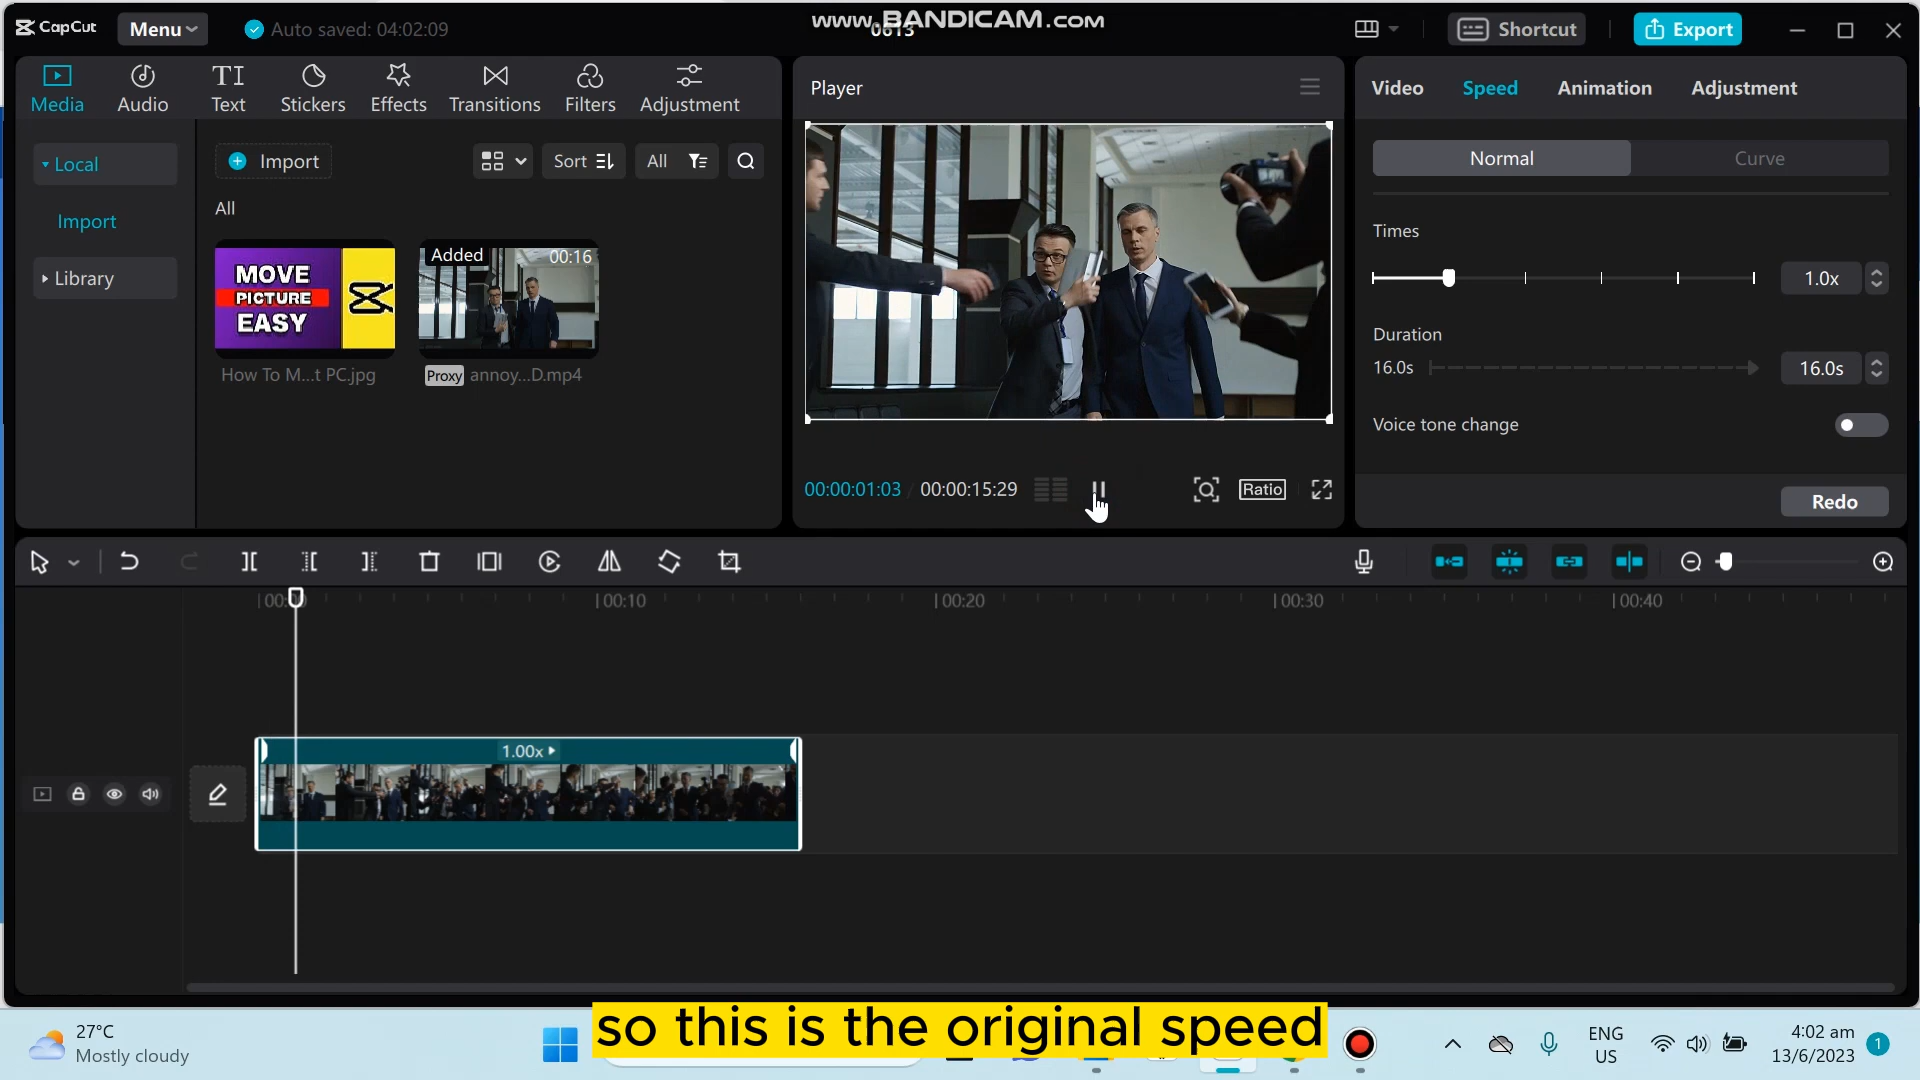 CapCut
Menu
Auto saved: 04:02:09
www.BANDICAM.COM
0613
Shortcut
Export
Media
Audio
Text
Stickers
Effects
Transitions
Filters
Adjustment
Local
Import
Library
Import
Sort
All
All
MOVE
PICTURE
EASY
How To M...t PC.jpg
Added
00:16
Proxy
annoy...D.mp4
Player
00:00:01:03
00:00:15:29
Ratio
Video
Speed
Animation
Adjustment
Normal
Curve
Times
1.0x
Duration
16.0s
16.0s
Voice tone change
Redo
00:10
00:20
00:30
00:40
1.00x
so this is the original speed
27°C
Mostly cloudy
ENG
US
4:02 am
13/6/2023
1